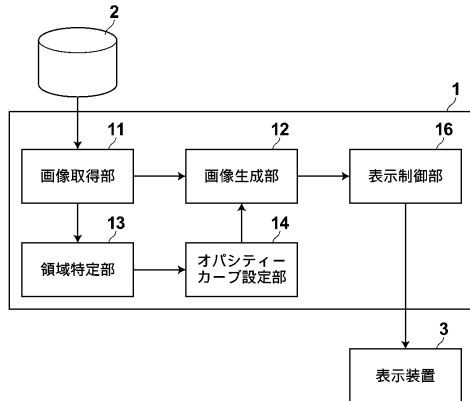 2
1
11
12
16
画像取得部
画像生成部
表示制御部
13
14
領域特定部
オパシティー
カーブ設定部
3
表示装置